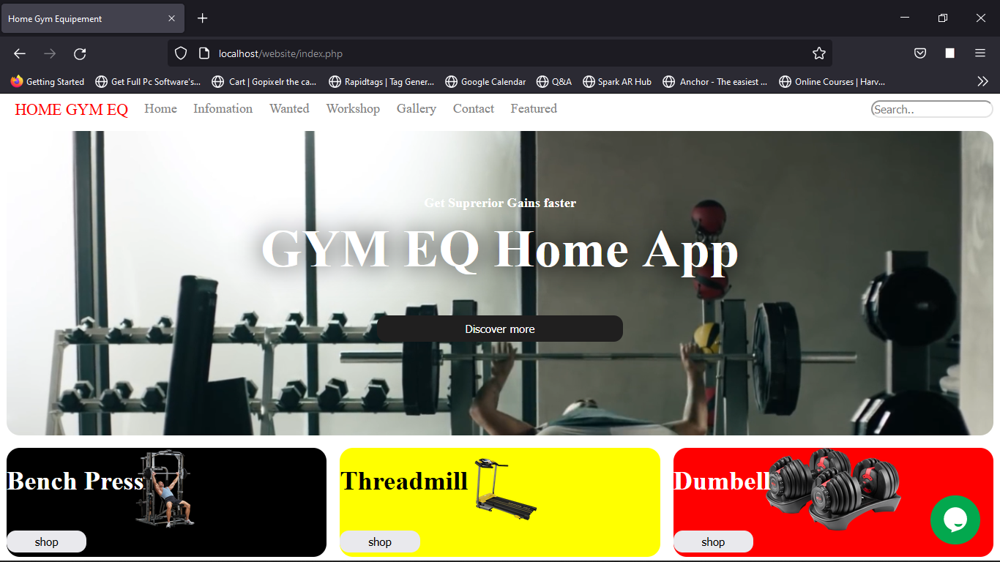 Home Gym Equipement
localhost/website/index.php
Getting Started Get Full Pc Software's... Cart | Gopixelr the ca... Rapidtags | Tag Gener... Google Calendar Q&A Spark AR Hub Anchor - The easiest ... Online Courses | Harv...
HOME GYM EQ Home Infomation Wanted Workshop Gallery Contact Featured Search..
Get Suprerior Gains faster
GYM EQ Home App
Discover more
Bench Press Threadmill Dumbell
shop shop shop